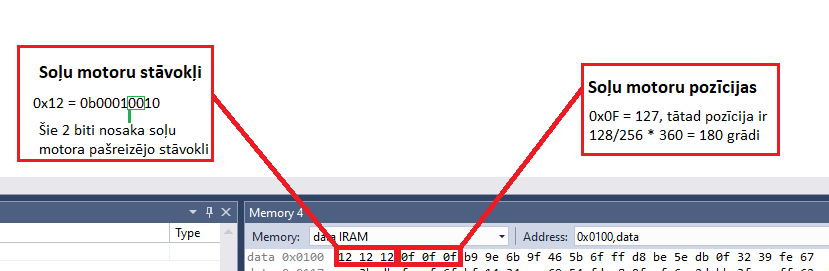 Soļu motoru stāvokļi
0x12 = 0b00010010
Šie 2 biti nosaka soļu
motora pašreizējo stāvokli
Soļu motoru pozīcijas
0x0F = 127, tātad pozīcija ir
128/256 * 360 = 180 grādi
Type
Memory 4
Memory: data IRAM Address: 0x0100,data
data 0x0100 12 12 12 0f 0f 0f b9 9e 6b 9f 46 5b 6f ff d8 be 5e db 0f 32 39 fe 67